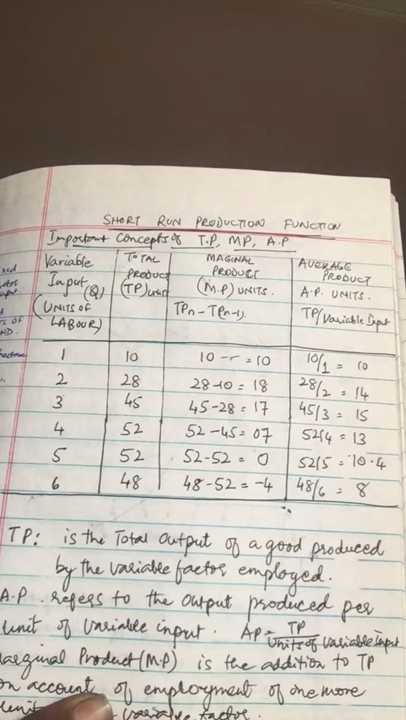 SHORT RUN PRODUCTION FUNCTION
Important Concepts of T.P, MP, A.P
Variable Input (Q) (UNITS OF LABOUR) TOTAL PRODUCT (TP) units MAGINAL PRODUCT (M.P) UNITS. TPn - TPn-1). AVERAGE PRODUCT A.P. UNITS. TP/Variable Input
1 10 10 -- = 10 10/1 = 10
2 28 28-10 = 18 28/2 = 14
3 45 45-28 = 17 45/3 = 15
4 52 52-45 = 07 52/4 = 13
5 52 52-52 = 0 52/5 = 10.4
6 48 48-52 = -4 48/6 = 8
TP: is the Total output of a good produced
by the variable factor employed.
A.P. refers to the output produced per
unit of variable input. AP = TP / Units of variable input
Marginal Product (M.P) is the addition to TP
on account of employment of one more
variable factor.